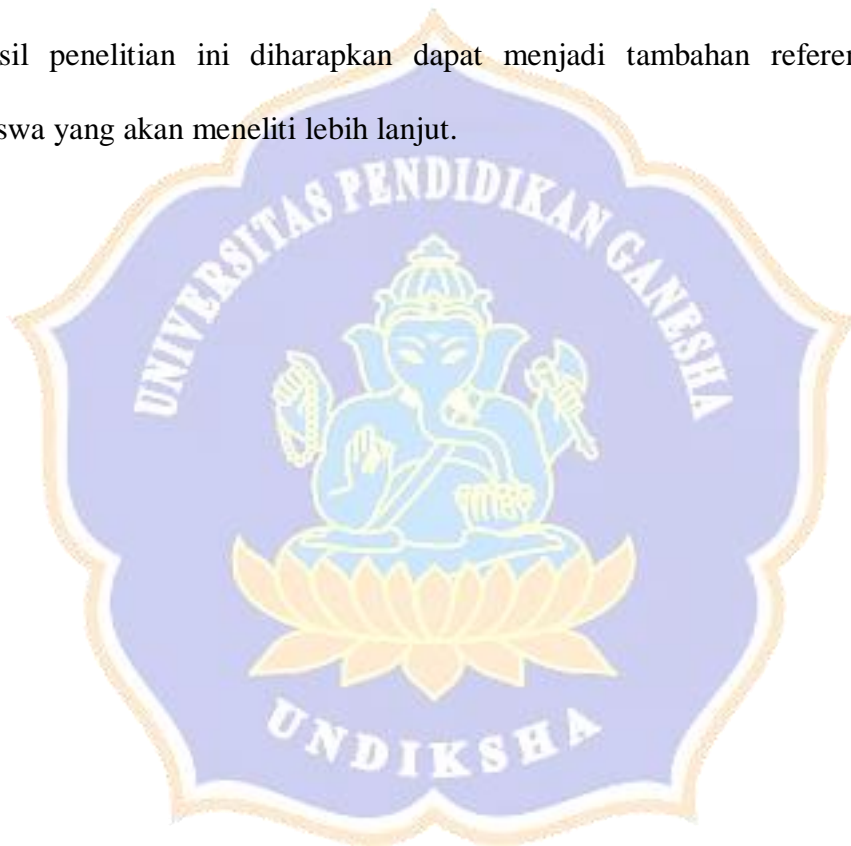 sil penelitian ini diharapkan dapat menjadi tambahan referen
swa yang akan meneliti lebih lanjut.
UNIVERSITAS PENDIDIKAN GANESHA
UNDIKSHA